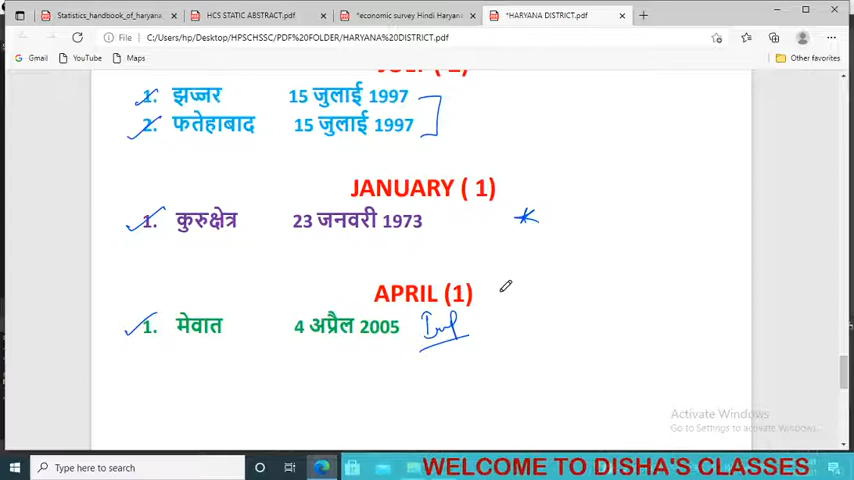 Statistics_handbook_of_haryana
HCS STATIC ABSTRACT.pdf
*economic survey Hindi Haryana
*HARYANA DISTRICT.pdf
File
C:/Users/hp/Desktop/HPSCHSSC/PDF%20FOLDER/HARYANA%20DISTRICT.pdf
Gmail YouTube Maps Other favorites
1. झज्जर 15 जुलाई 1997
2. फतेहाबाद 15 जुलाई 1997
JANUARY ( 1)
1. कुरुक्षेत्र 23 जनवरी 1973
APRIL (1)
1. मेवात 4 अप्रैल 2005 Imp
Activate Windows
Go to Settings to activate Windows.
Type here to search
WELCOME TO DISHA'S CLASSES